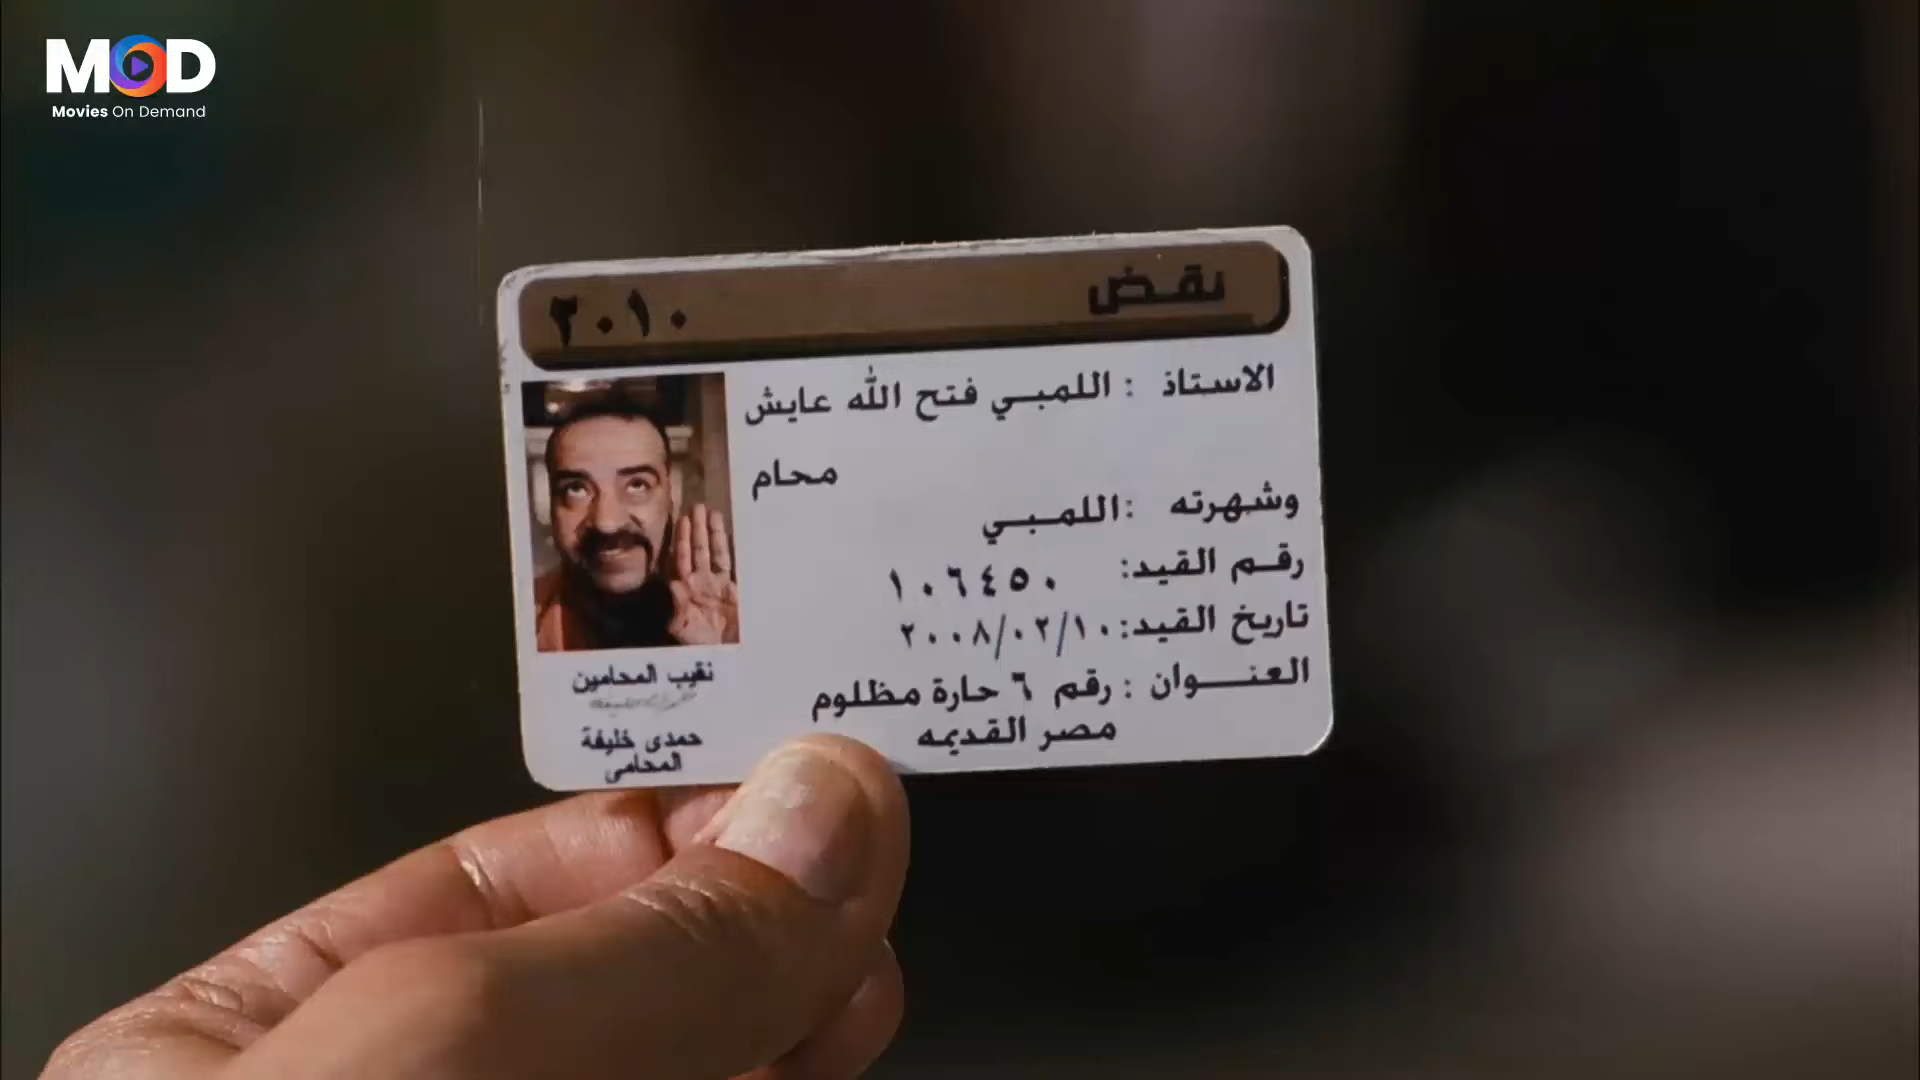 MOD
Movies On Demand
نقض ٢٠١٠
الاستاذ : اللمبي فتح الله عايش
محام
وشهرته :اللمبي
رقم القيد: ١٠٦٤٥٠
تاريخ القيد: ٢٠٠٨/٠٢/١٠
العنوان : رقم ٦ حارة مظلوم
مصر القديمه
نقيب المحامين
حمدى خليفة
المحامى